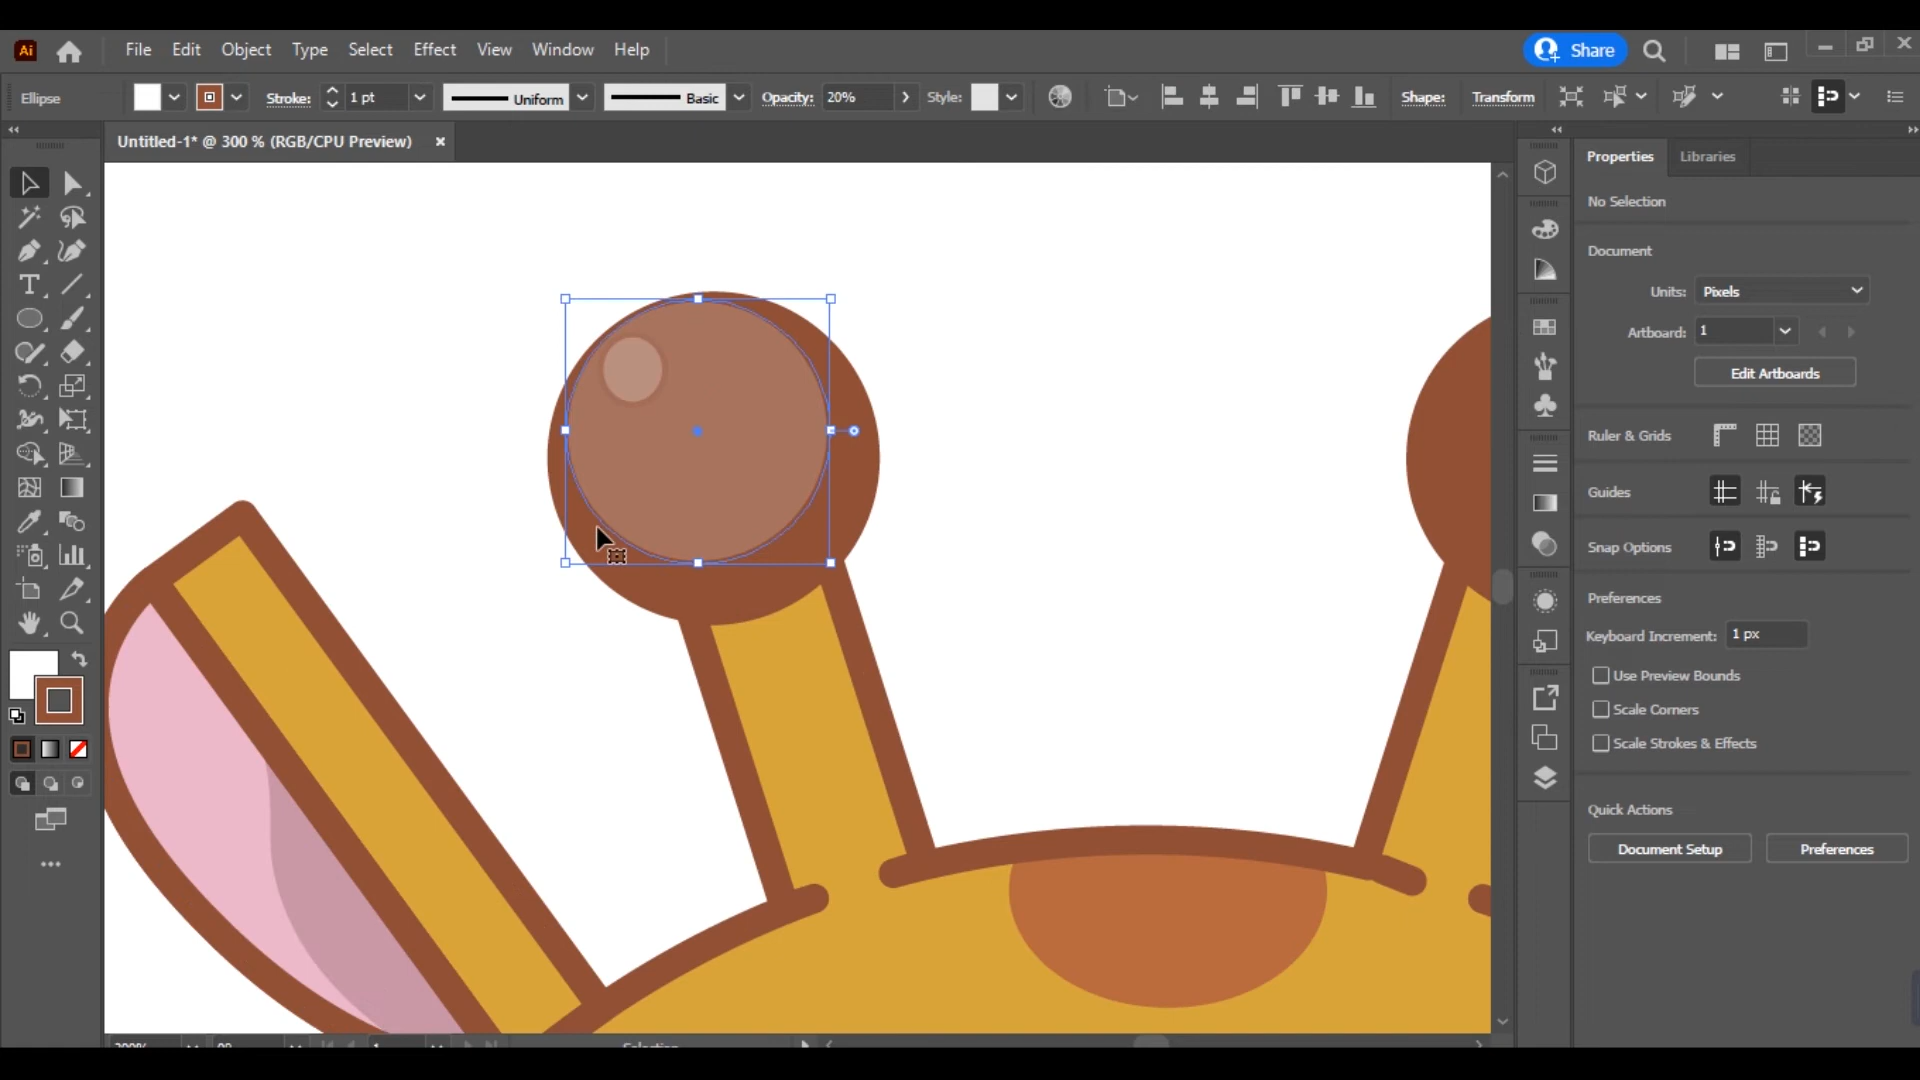 Ai File Edit Object Type Select Effect View Window Help Share
Ellipse Stroke: 1 pt Uniform Basic Opacity: 20% Style: Shape: Transform
Untitled-1* @ 300 % (RGB/CPU Preview)
Properties Libraries
No Selection
Document
Units: Pixels
Artboard: 1
Edit Artboards
Ruler & Grids
Guides
Snap Options
Preferences
Keyboard Increment: 1 px
Use Preview Bounds
Scale Corners
Scale Strokes & Effects
Quick Actions
Document Setup Preferences